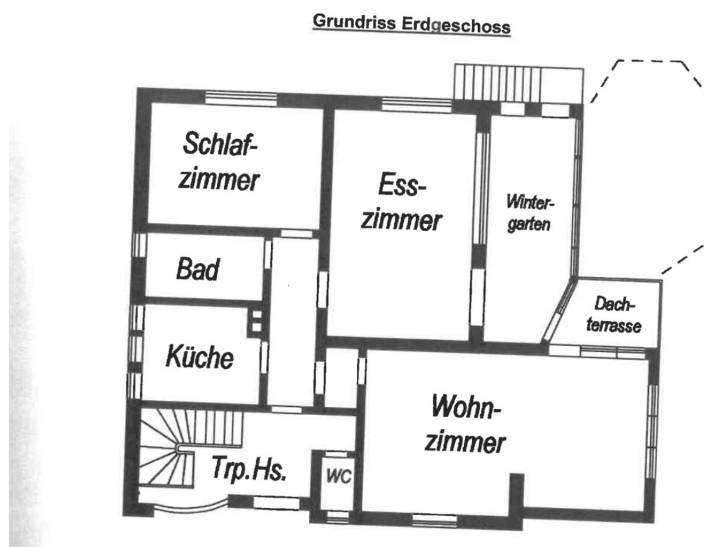 Grundriss Erdgeschoss
Schlaf-
zimmer
Ess-
zimmer
Winter-
garten
Bad
Dach-
terrasse
Küche
Wohn-
zimmer
Trp.Hs.
WC